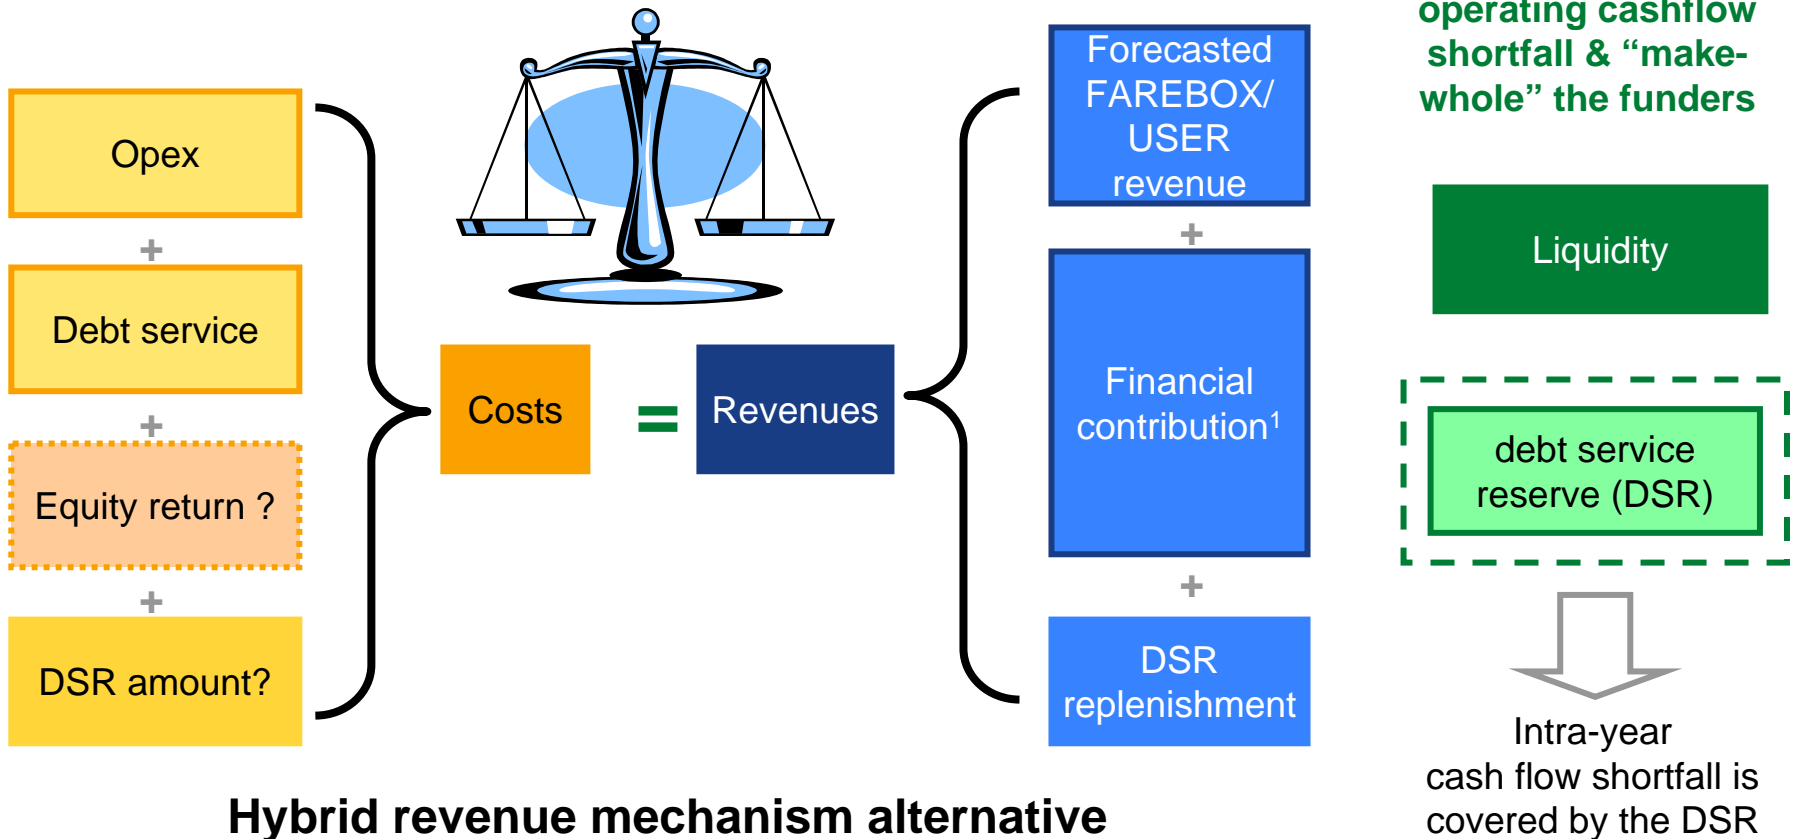 Opex
+
Debt service
+
Equity return ?
+
DSR amount?
Costs
=
Revenues
Forecasted
FAREBOX/
USER
revenue
+
Financial
contribution¹
+
DSR
replenishment
operating cashflow
shortfall & “make-
whole” the funders
Liquidity
debt service
reserve (DSR)
Intra-year
cash flow shortfall is
covered by the DSR
Hybrid revenue mechanism alternative